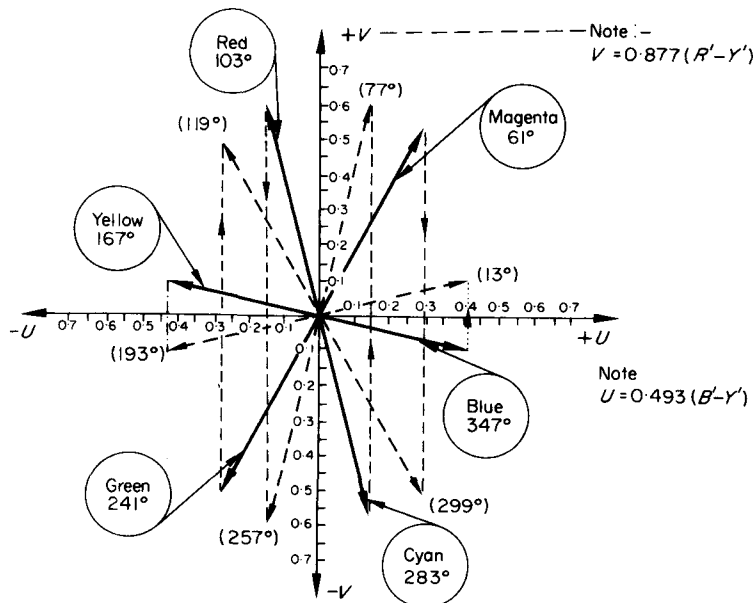 +V
Note :-
V = 0·877(R′-Y′)
Red
103°
(77°)
Magenta
61°
(119°)
0.7
0.6
0.5
0.4
0.3
0.2
0.1
Yellow
167°
(13°)
-U
0.7 0.6 0.5 0.4 0.3 0.2 0.1
0.1 0.2 0.3 0.4 0.5 0.6 0.7
+U
(193°)
0.1
0.2
0.3
0.4
0.5
0.6
0.7
Note
U = 0·493(B′-Y′)
Blue
347°
Green
241°
(257°)
(299°)
Cyan
283°
-V